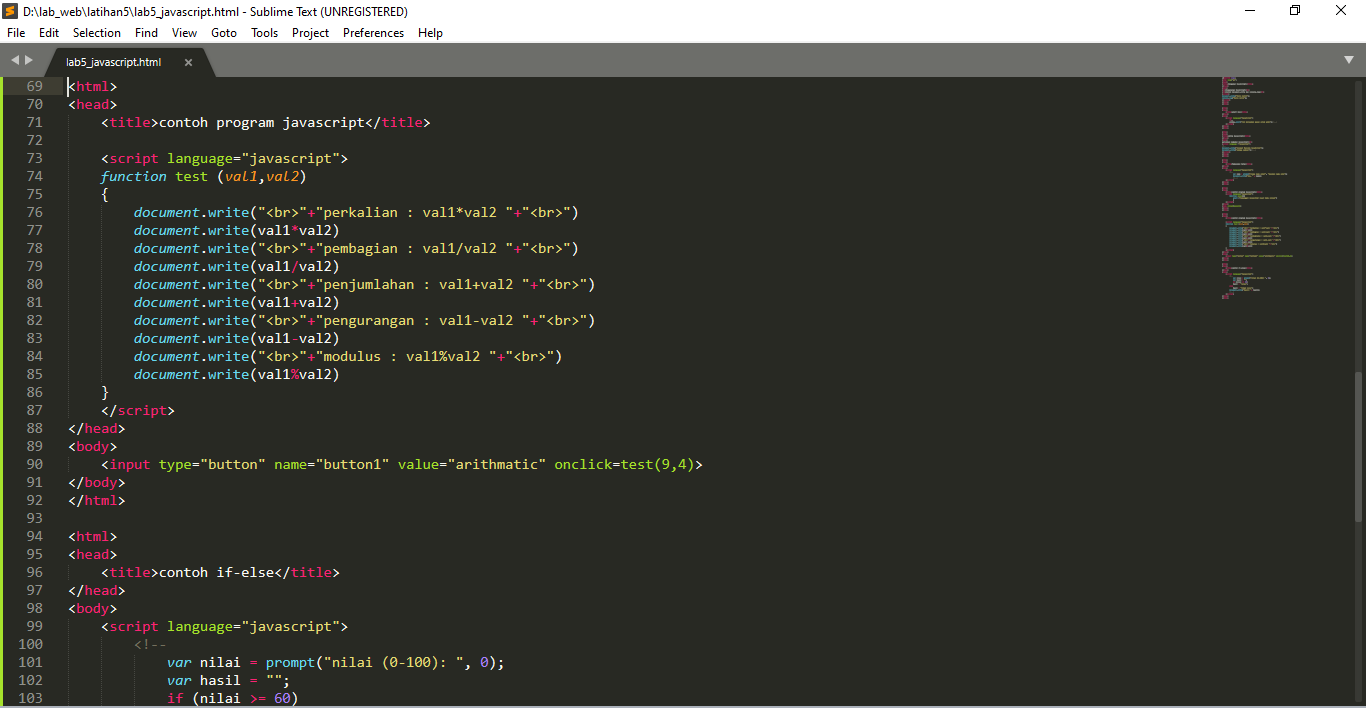 D:\lab_web\latihan5\lab5_javascript.html - Sublime Text (UNREGISTERED)
File Edit Selection Find View Goto Tools Project Preferences Help
lab5_javascript.html
69 <html>
70 <head>
71     <title>contoh program javascript</title>
72
73     <script language="javascript">
74     function test (val1,val2)
75     {
76         document.write("<br>"+"perkalian : val1*val2 "+"<br>")
77         document.write(val1*val2)
78         document.write("<br>"+"pembagian : val1/val2 "+"<br>")
79         document.write(val1/val2)
80         document.write("<br>"+"penjumlahan : val1+val2 "+"<br>")
81         document.write(val1+val2)
82         document.write("<br>"+"pengurangan : val1-val2 "+"<br>")
83         document.write(val1-val2)
84         document.write("<br>"+"modulus : val1%val2 "+"<br>")
85         document.write(val1%val2)
86     }
87     </script>
88 </head>
89 <body>
90     <input type="button" name="button1" value="arithmatic" onclick=test(9,4)>
91 </body>
92 </html>
93
94 <html>
95 <head>
96     <title>contoh if-else</title>
97 </head>
98 <body>
99     <script language="javascript">
100         <!--
101             var nilai = prompt("nilai (0-100): ", 0);
102             var hasil = "";
103             if (nilai >= 60)